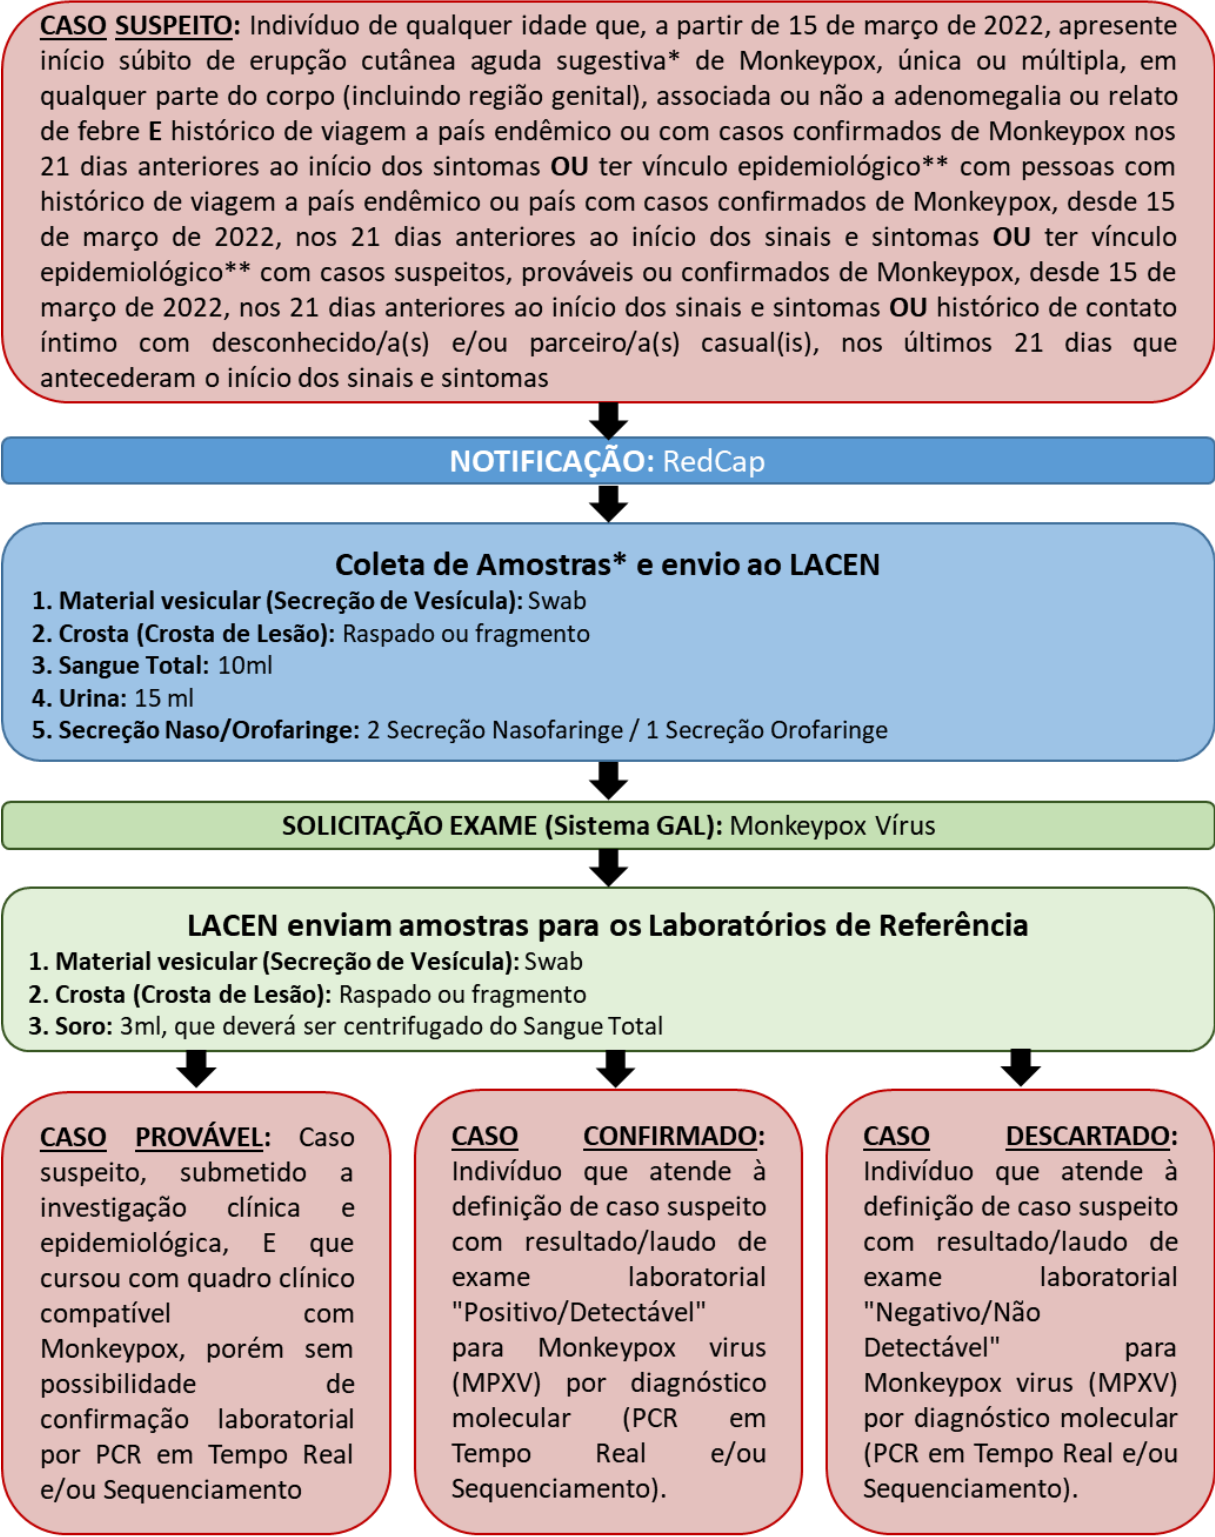 CASO SUSPEITO: Indivíduo de qualquer idade que, a partir de 15 de março de 2022, apresente
início súbito de erupção cutânea aguda sugestiva* de Monkeypox, única ou múltipla, em
qualquer parte do corpo (incluindo região genital), associada ou não a adenomegalia ou relato
de febre E histórico de viagem a país endêmico ou com casos confirmados de Monkeypox nos
21 dias anteriores ao início dos sintomas OU ter vínculo epidemiológico** com pessoas com
histórico de viagem a país endêmico ou país com casos confirmados de Monkeypox, desde 15
de março de 2022, nos 21 dias anteriores ao início dos sinais e sintomas OU ter vínculo
epidemiológico** com casos suspeitos, prováveis ou confirmados de Monkeypox, desde 15 de
março de 2022, nos 21 dias anteriores ao início dos sinais e sintomas OU histórico de contato
íntimo com desconhecido/a(s) e/ou parceiro/a(s) casual(is), nos últimos 21 dias que
antecederam o início dos sinais e sintomas
NOTIFICAÇÃO: RedCap
Coleta de Amostras* e envio ao LACEN
1. Material vesicular (Secreção de Vesícula): Swab
2. Crosta (Crosta de Lesão): Raspado ou fragmento
3. Sangue Total: 10ml
4. Urina: 15 ml
5. Secreção Naso/Orofaringe: 2 Secreção Nasofaringe / 1 Secreção Orofaringe
SOLICITAÇÃO EXAME (Sistema GAL): Monkeypox Vírus
LACEN enviam amostras para os Laboratórios de Referência
1. Material vesicular (Secreção de Vesícula): Swab
2. Crosta (Crosta de Lesão): Raspado ou fragmento
3. Soro: 3ml, que deverá ser centrifugado do Sangue Total
CASO PROVÁVEL: Caso
suspeito, submetido a
investigação clínica e
epidemiológica, E que
cursou com quadro clínico
compatível com
Monkeypox, porém sem
possibilidade de
confirmação laboratorial
por PCR em Tempo Real
e/ou Sequenciamento
CASO CONFIRMADO:
Indivíduo que atende à
definição de caso suspeito
com resultado/laudo de
exame laboratorial
"Positivo/Detectável"
para Monkeypox virus
(MPXV) por diagnóstico
molecular (PCR em
Tempo Real e/ou
Sequenciamento).
CASO DESCARTADO:
Indivíduo que atende à
definição de caso suspeito
com resultado/laudo de
exame laboratorial
"Negativo/Não
Detectável" para
Monkeypox virus (MPXV)
por diagnóstico molecular
(PCR em Tempo Real e/ou
Sequenciamento).